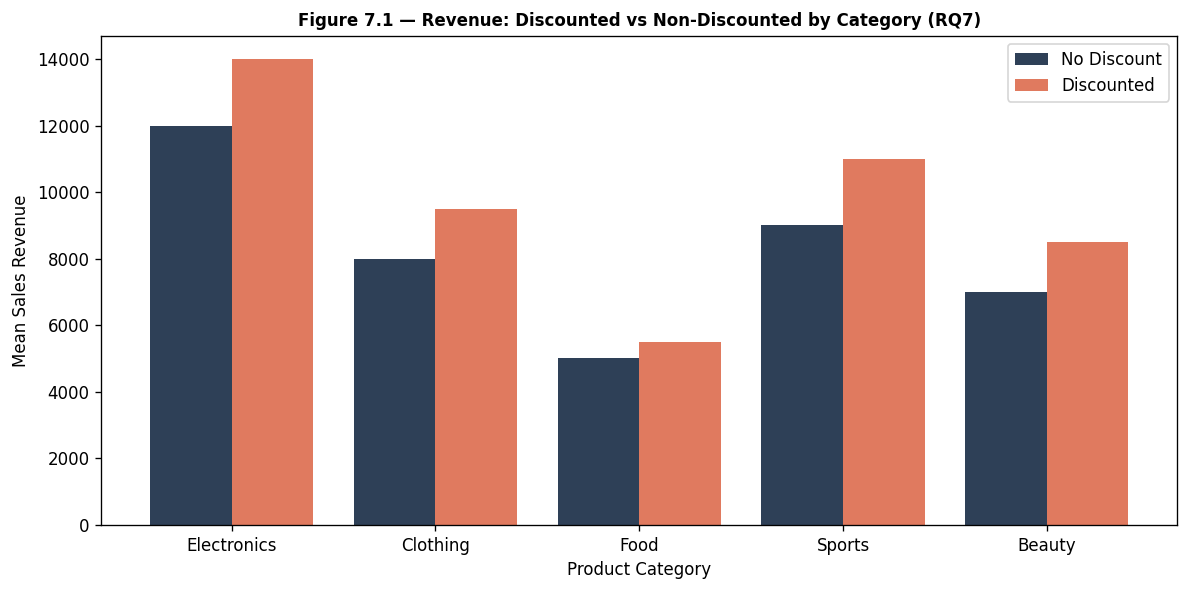 Figure 7.1 — Revenue: Discounted vs Non-Discounted by Category (RQ7)
No Discount
Discounted
Mean Sales Revenue
14000
12000
10000
8000
6000
4000
2000
0
Electronics
Clothing
Food
Sports
Beauty
Product Category